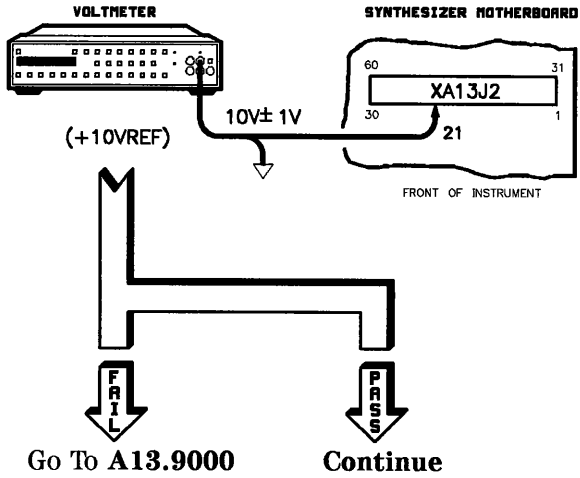 VOLTMETER
SYNTHESIZER MOTHERBOARD
60 31
XA13J2
30 1
10V± 1V
21
(+10VREF)
FRONT OF INSTRUMENT
FAIL
PASS
Go To A13.9000
Continue